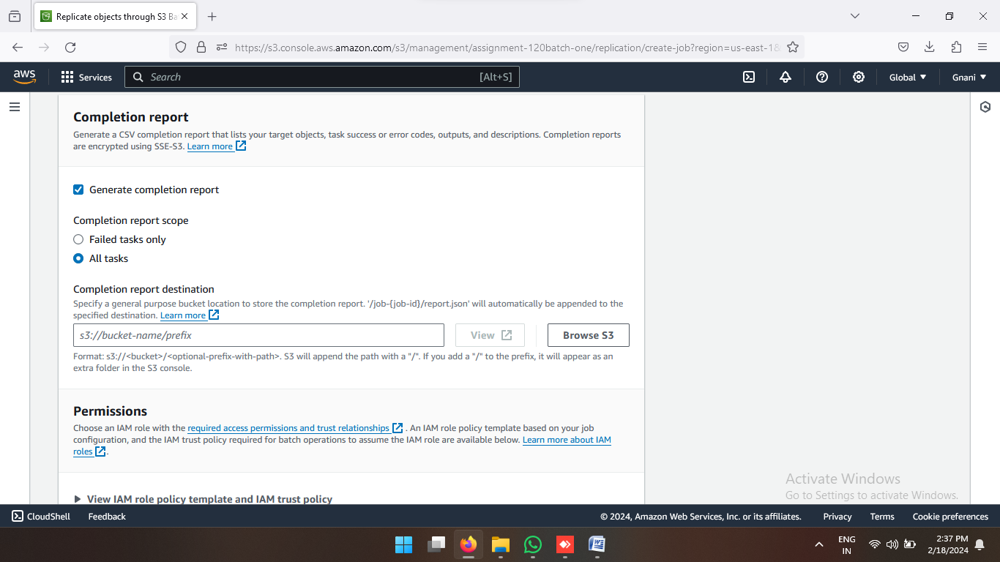 Replicate objects through S3 Ba
https://s3.console.aws.amazon.com/s3/management/assignment-120batch-one/replication/create-job?region=us-east-1&
aws
Services
Search
[Alt+S]
Global
Gnani
Completion report
Generate a CSV completion report that lists your target objects, task success or error codes, outputs, and descriptions. Completion reports
are encrypted using SSE-S3. Learn more
Generate completion report
Completion report scope
Failed tasks only
All tasks
Completion report destination
Specify a general purpose bucket location to store the completion report. '/job-{job-id}/report.json' will automatically be appended to the
specified destination. Learn more
s3://bucket-name/prefix
View
Browse S3
Format: s3://<bucket>/<optional-prefix-with-path>. S3 will append the path with a "/". If you add a "/" to the prefix, it will appear as an
extra folder in the S3 console.
Permissions
Choose an IAM role with the required access permissions and trust relationships . An IAM role policy template based on your job
configuration, and the IAM trust policy required for batch operations to assume the IAM role are available below. Learn more about IAM
roles .
View IAM role policy template and IAM trust policy
Activate Windows
Go to Settings to activate Windows.
CloudShell
Feedback
© 2024, Amazon Web Services, Inc. or its affiliates.
Privacy
Terms
Cookie preferences
ENG
IN
2:37 PM
2/18/2024